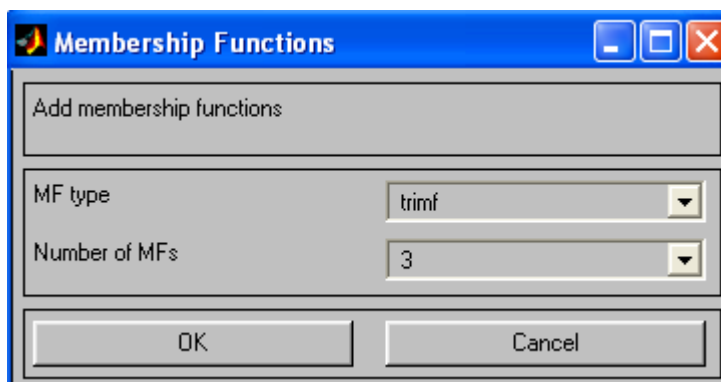 Membership Functions
Add membership functions
MF type trimf
Number of MFs 3
OK Cancel